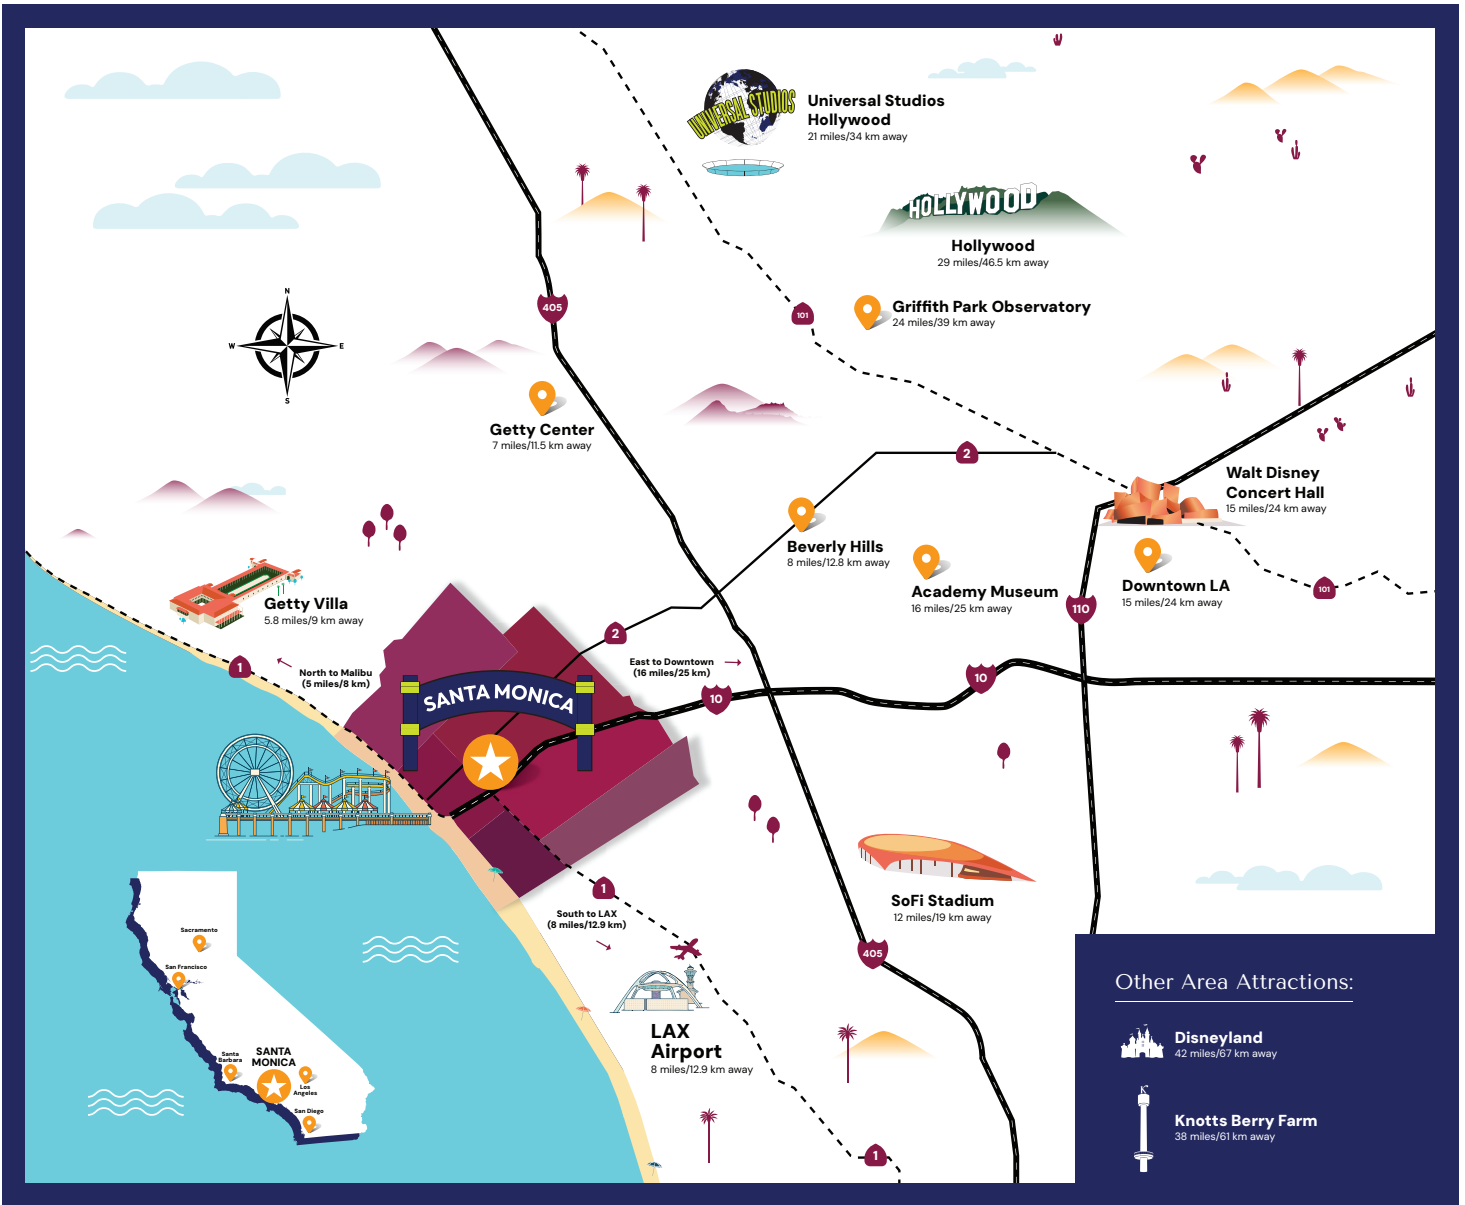 UNIVERSAL STUDIOS
Universal Studios
Hollywood
21 miles/34 km away
HOLLYWOOD
Hollywood
29 miles/46.5 km away
N
W
E
S
405
101
Griffith Park Observatory
24 miles/39 km away
Getty Center
7 miles/11.5 km away
2
Walt Disney
Concert Hall
15 miles/24 km away
Beverly Hills
8 miles/12.8 km away
Academy Museum
16 miles/25 km away
Downtown LA
15 miles/24 km away
101
110
Getty Villa
5.8 miles/9 km away
2
1
North to Malibu
(5 miles/8 km)
East to Downtown
(16 miles/25 km)
10
10
SANTA MONICA
SoFi Stadium
12 miles/19 km away
1
South to LAX
(8 miles/12.9 km)
405
LAX
Airport
8 miles/12.9 km away
1
Sacramento
San Francisco
Santa
Barbara
SANTA
MONICA
Los
Angeles
San Diego
Other Area Attractions:
Disneyland
42 miles/67 km away
K
Knotts Berry Farm
38 miles/61 km away